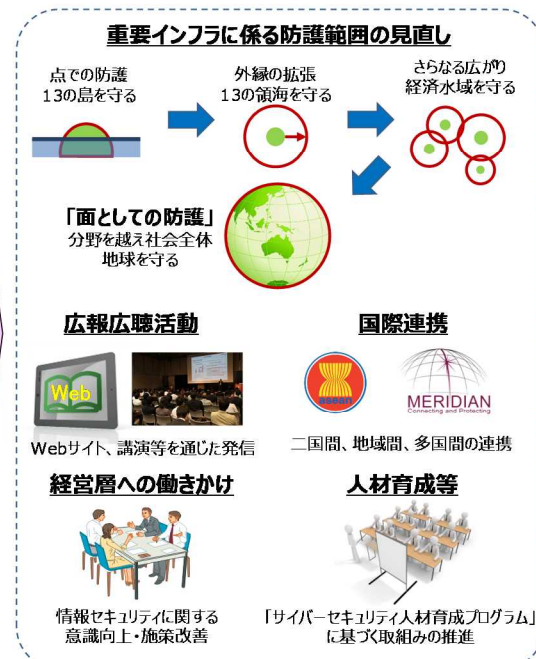 重要インフラに係る防護範囲の見直し
点での防護
13の島を守る
外縁の拡張
13の領海を守る
さらなる広がり
経済水域を守る
「面としての防護」
分野を越え社会全体
地球を守る
広報広聴活動
Web
Webサイト、講演等を通じた発信
国際連携
asean
MERIDIAN
Connecting and Protecting
二国間、地域間、多国間の連携
経営層への働きかけ
情報セキュリティに関する
意識向上・施策改善
人材育成等
「サイバーセキュリティ人材育成プログラム」
に基づく取組みの推進